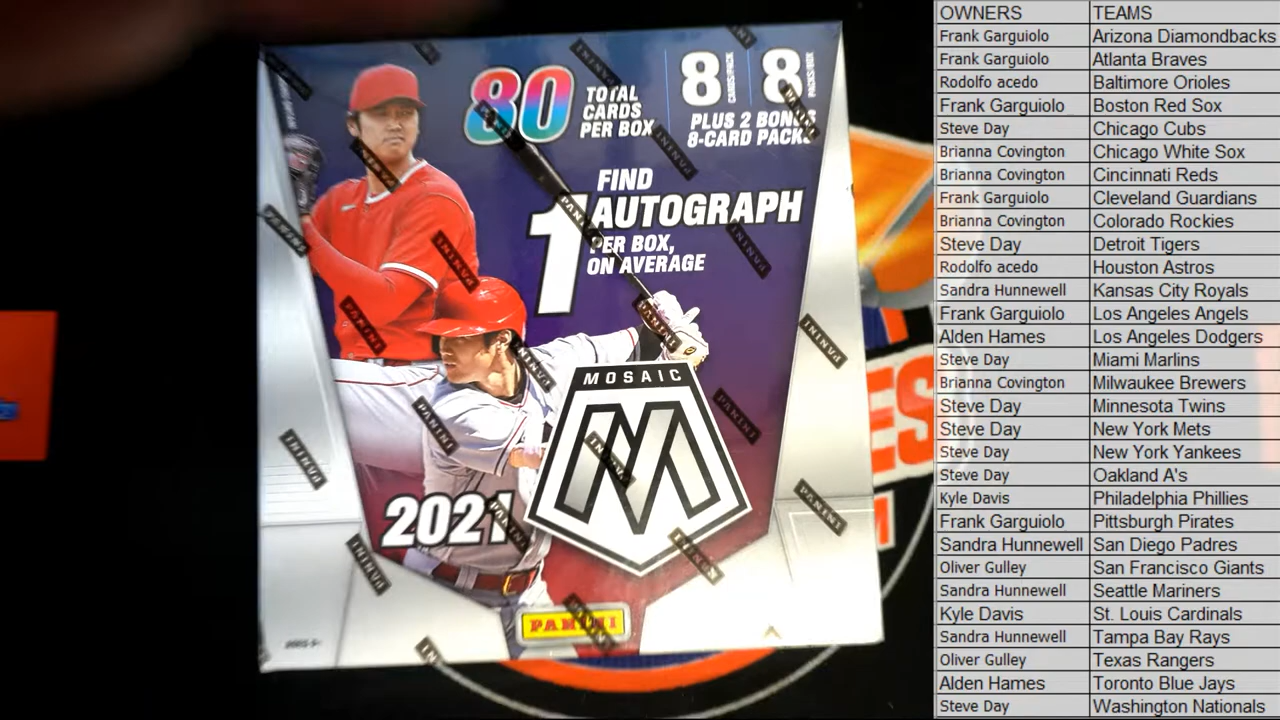 80
TOTAL
CARDS
PER BOX
8 CARDS/PACK
8 PACKS/BOX
PLUS 2 BONUS
8-CARD PACKS
FIND
1 AUTOGRAPH
PER BOX,
ON AVERAGE
MOSAIC
M
2021
PANINI
OWNERS TEAMS
Frank Garguiolo Arizona Diamondbacks
Frank Garguiolo Atlanta Braves
Rodolfo acedo Baltimore Orioles
Frank Garguiolo Boston Red Sox
Steve Day Chicago Cubs
Brianna Covington Chicago White Sox
Brianna Covington Cincinnati Reds
Frank Garguiolo Cleveland Guardians
Brianna Covington Colorado Rockies
Steve Day Detroit Tigers
Rodolfo acedo Houston Astros
Sandra Hunnewell Kansas City Royals
Frank Garguiolo Los Angeles Angels
Alden Hames Los Angeles Dodgers
Steve Day Miami Marlins
Brianna Covington Milwaukee Brewers
Steve Day Minnesota Twins
Steve Day New York Mets
Steve Day New York Yankees
Steve Day Oakland A's
Kyle Davis Philadelphia Phillies
Frank Garguiolo Pittsburgh Pirates
Sandra Hunnewell San Diego Padres
Oliver Gulley San Francisco Giants
Sandra Hunnewell Seattle Mariners
Kyle Davis St. Louis Cardinals
Sandra Hunnewell Tampa Bay Rays
Oliver Gulley Texas Rangers
Alden Hames Toronto Blue Jays
Steve Day Washington Nationals